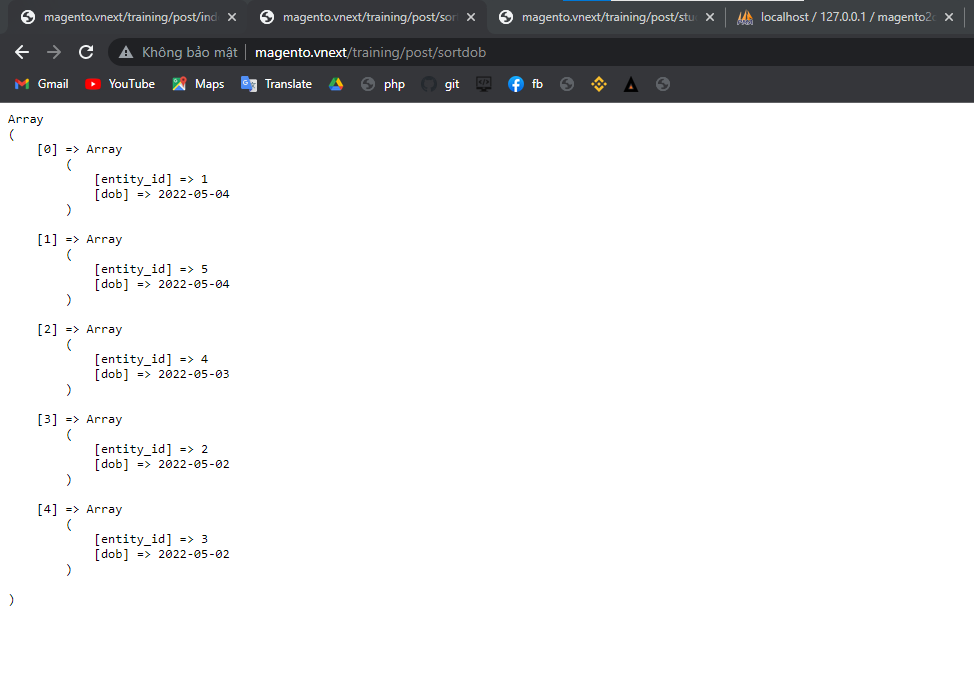 magento.vnext/training/post/ind
magento.vnext/training/post/sor
magento.vnext/training/post/stu
localhost / 127.0.0.1 / magento2
Không bảo mật
magento.vnext/training/post/sortdob
Gmail
YouTube
Maps
Translate
php
git
fb
Array
(
[0] => Array
(
[entity_id] => 1
[dob] => 2022-05-04
)
[1] => Array
(
[entity_id] => 5
[dob] => 2022-05-04
)
[2] => Array
(
[entity_id] => 4
[dob] => 2022-05-03
)
[3] => Array
(
[entity_id] => 2
[dob] => 2022-05-02
)
[4] => Array
(
[entity_id] => 3
[dob] => 2022-05-02
)
)